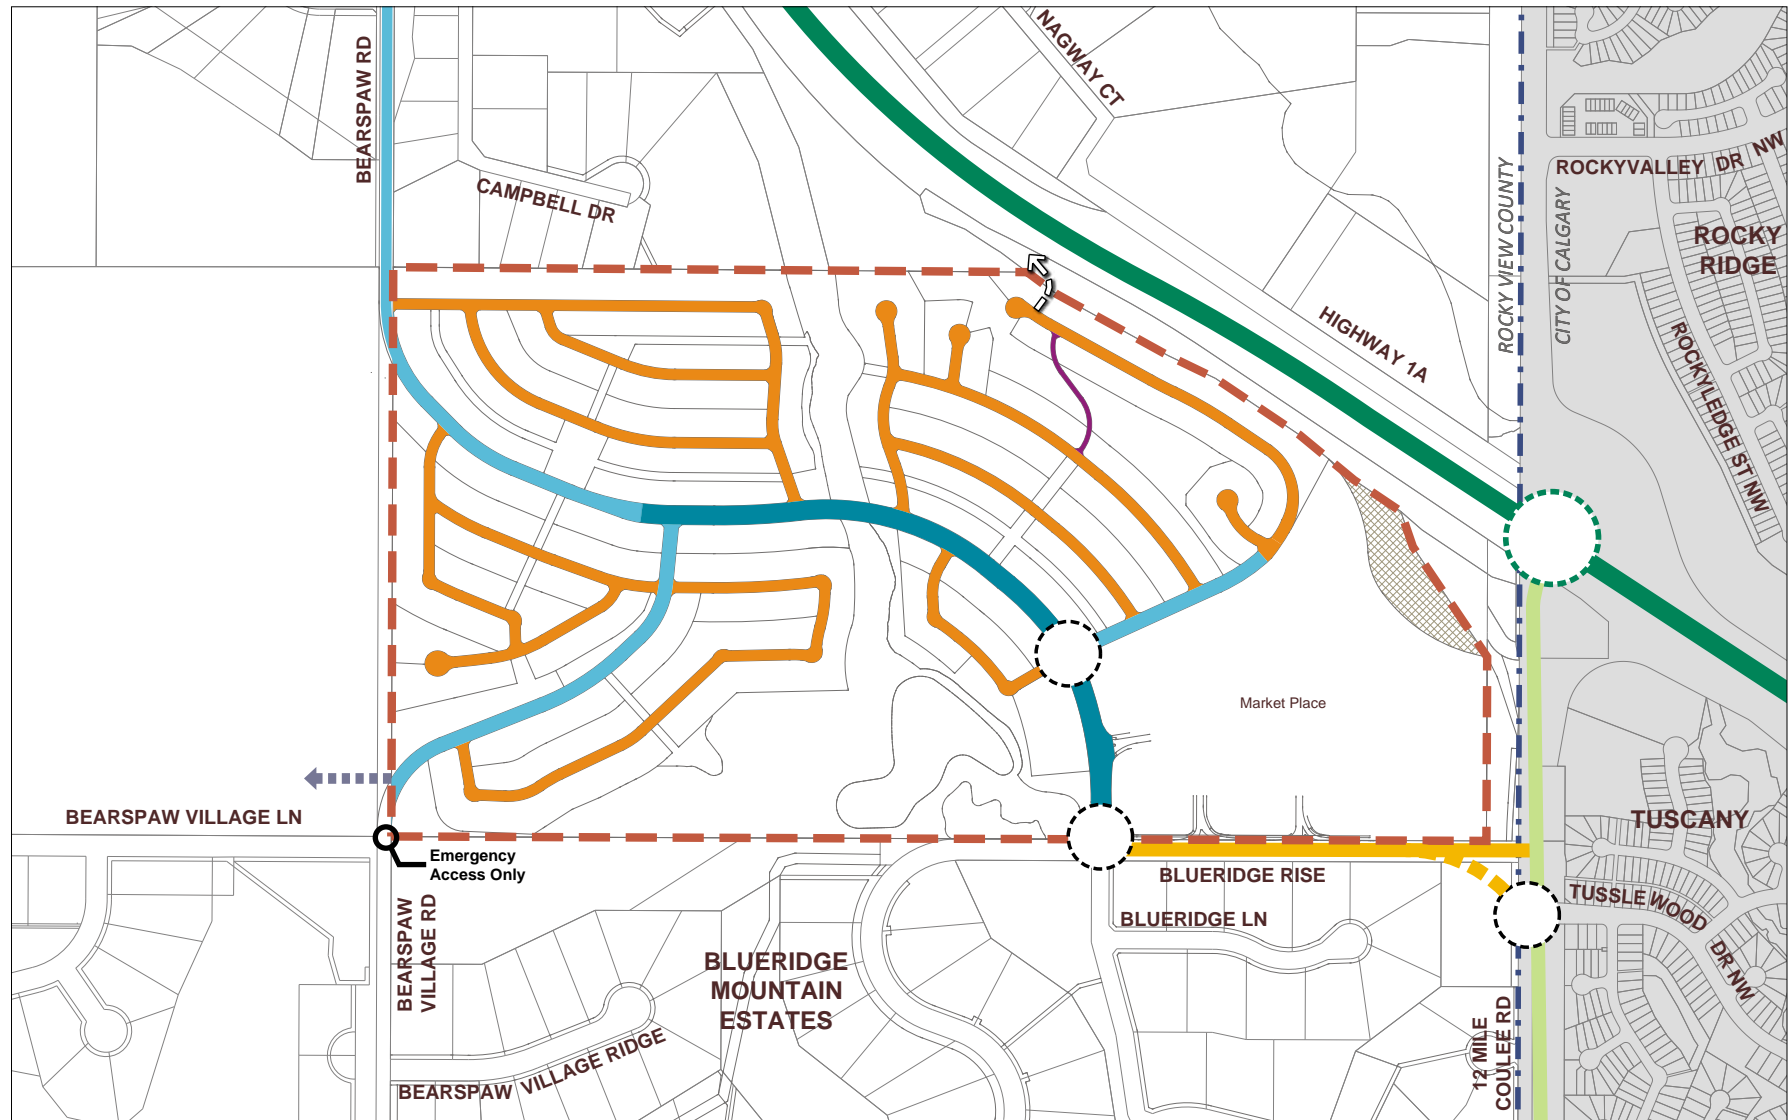 BEARSPAW RD
NAGWAY CT
CAMPBELL DR
ROCKYVALLEY DR NW
ROCKY VIEW COUNTY
CITY OF CALGARY
ROCKY
RIDGE
HIGHWAY 1A
ROCKYLEDGE ST NW
Market Place
BEARSPAW VILLAGE LN
TUSCANY
Emergency
Access Only
BLUERIDGE RISE
TUSSLEWOOD DR NW
BLUERIDGE LN
BEARSPAW
VILLAGE RD
BLUERIDGE
MOUNTAIN
ESTATES
12 MILE
COULEE RD
BEARSPAW VILLAGE RIDGE